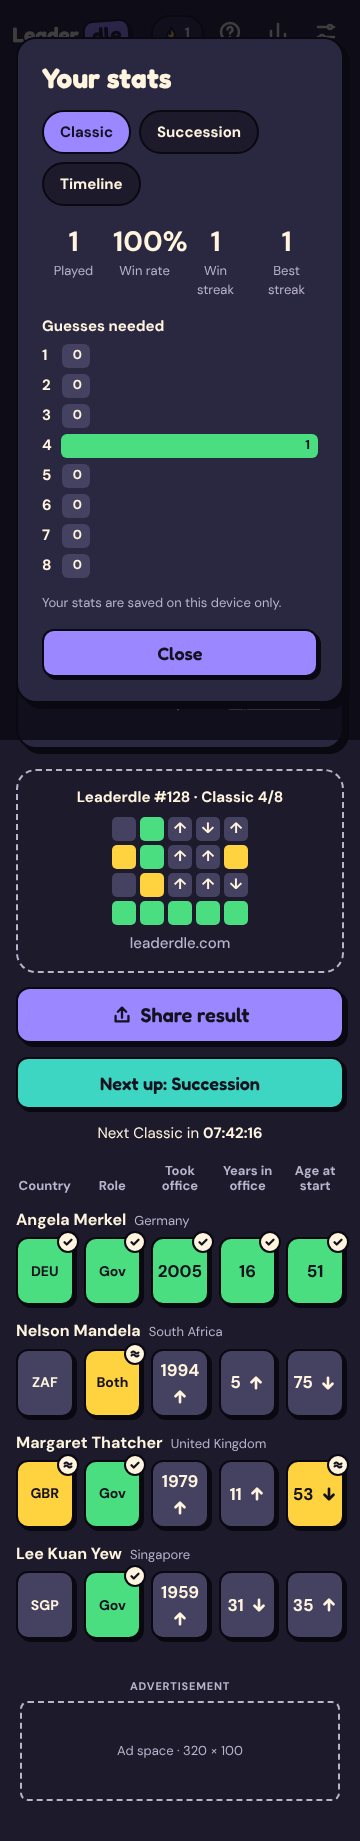 Leaderdle 1
Your stats
Classic Succession
Timeline
1 100% 1 1
Played Win rate Win streak Best streak
Guesses needed
1 0
2 0
3 0
4 1
5 0
6 0
7 0
8 0
Your stats are saved on this device only.
Close
Leaderdle #128 · Classic 4/8
↑ ↓ ↑
↑ ↑
↑ ↑ ↓
leaderdle.com
Share result
Next up: Succession
Next Classic in 07:42:16
Country Role Took office Years in office Age at start
Angela Merkel Germany
DEU Gov 2005 16 51
Nelson Mandela South Africa
ZAF Both 1994 ↑ 5 ↑ 75 ↓
Margaret Thatcher United Kingdom
GBR Gov 1979 ↑ 11 ↑ 53 ↓
Lee Kuan Yew Singapore
SGP Gov 1959 ↑ 31 ↓ 35 ↑
ADVERTISEMENT
Ad space · 320 × 100